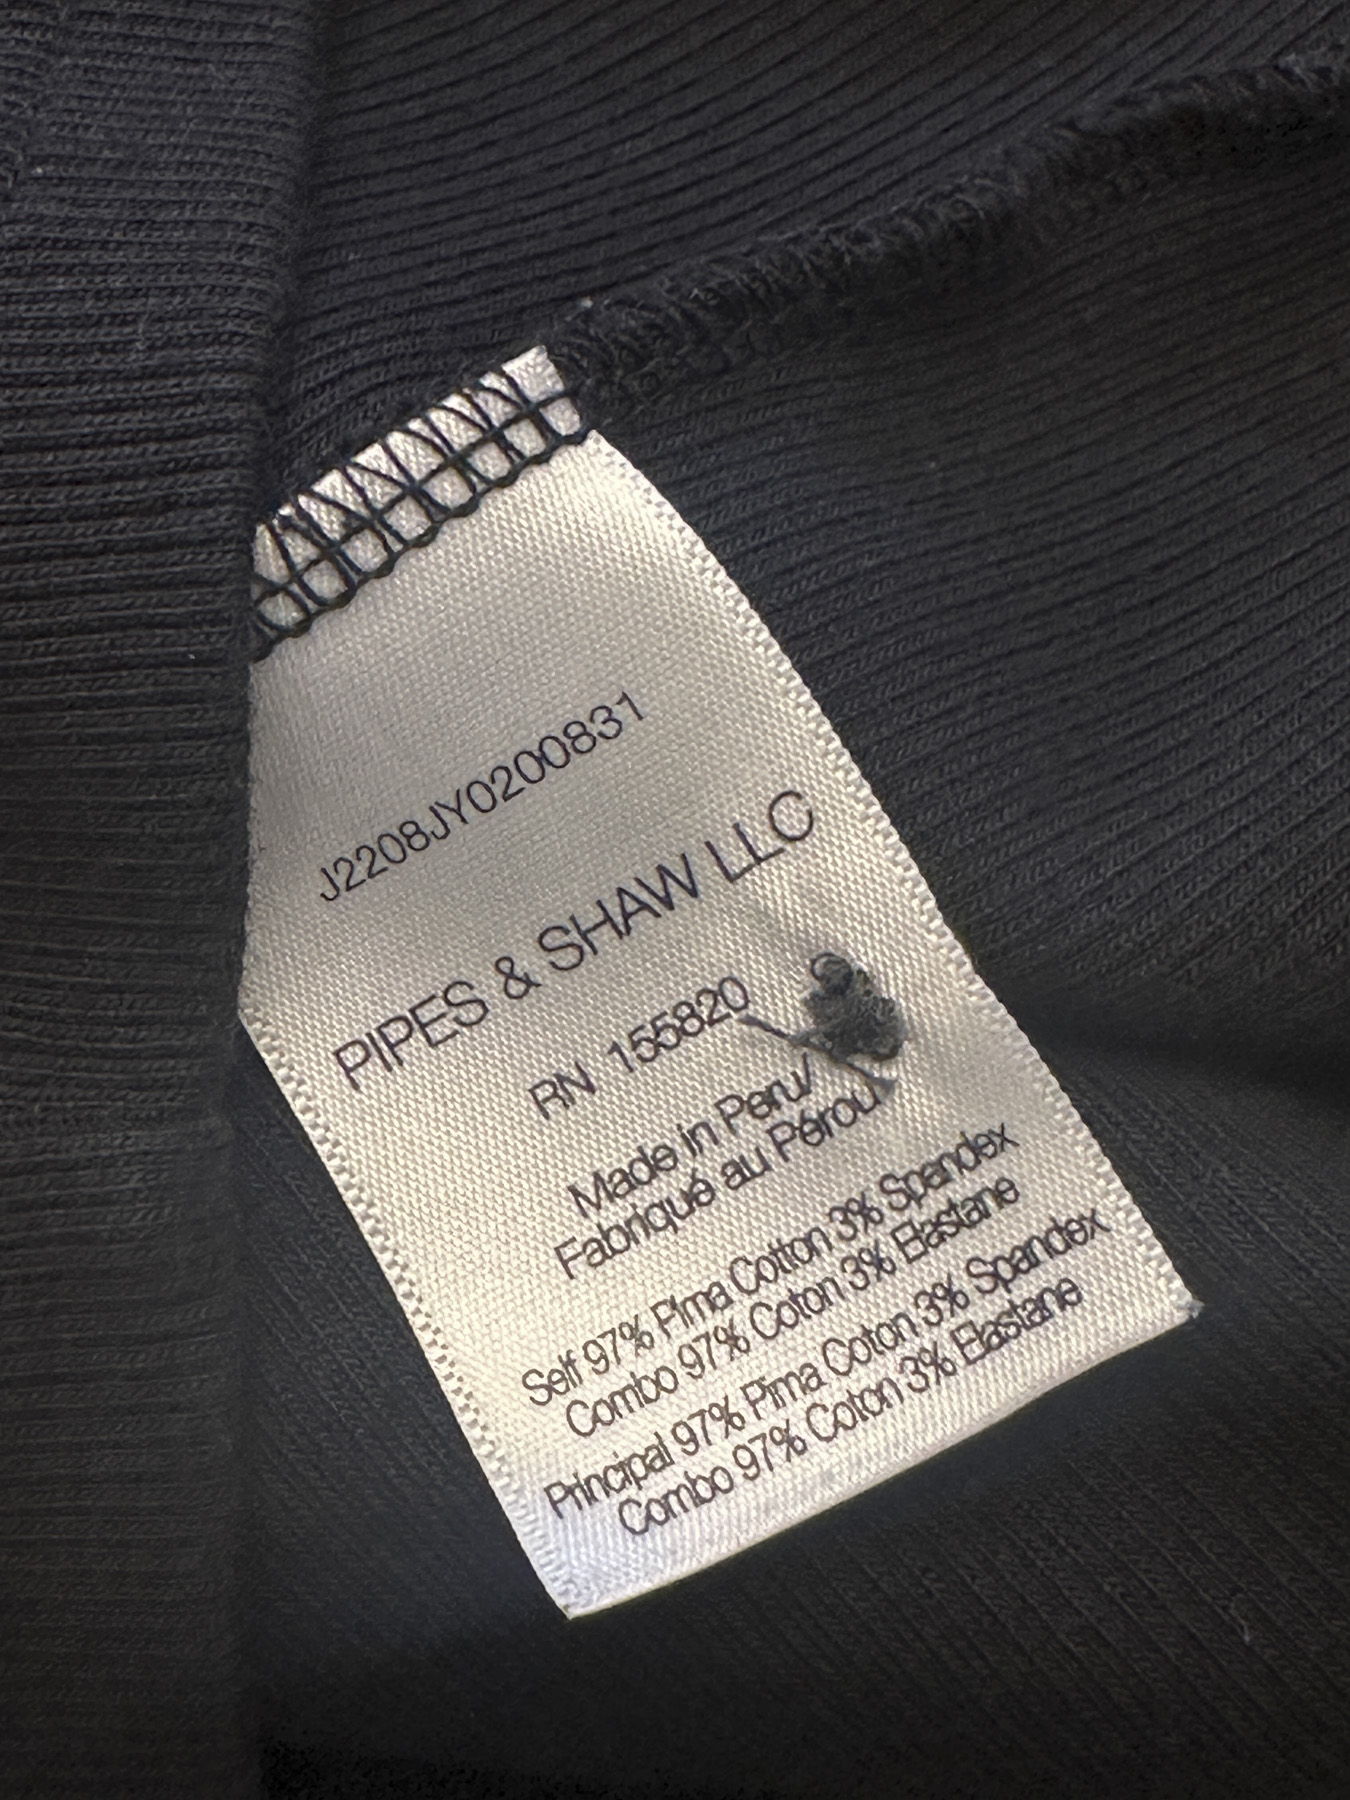 J2208JY0200831
PIPES & SHAW LLC
RN 155820
Made in Peru/
Fabriqué au Pérou
Self 97% Pima Cotton 3% Spandex
Combo 97% Coton 3% Elastane
Principal 97% Pima Coton 3% Spandex
Combo 97% Coton 3% Elastane